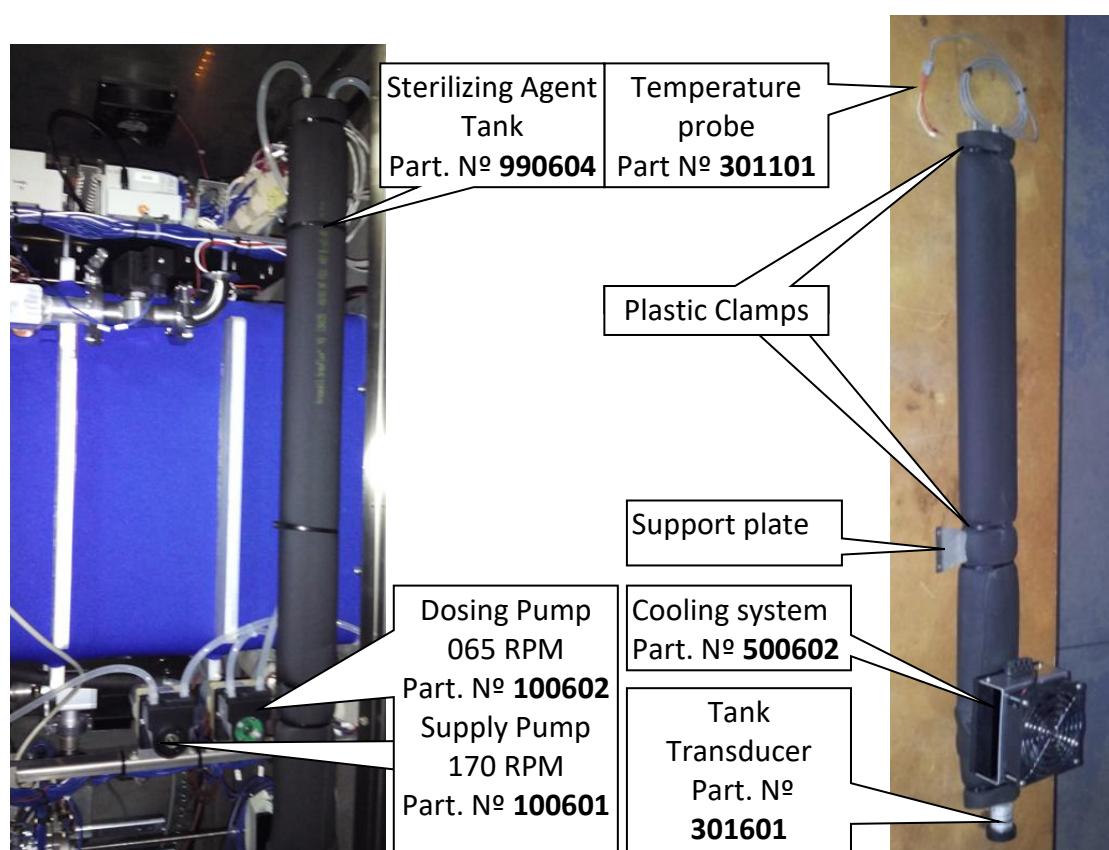 Sterilizing Agent
Tank
Part. Nº 990604
Temperature
probe
Part Nº 301101
Plastic Clamps
Support plate
Dosing Pump
065 RPM
Part. Nº 100602
Supply Pump
170 RPM
Part. Nº 100601
Cooling system
Part. Nº 500602
Tank
Transducer
Part. Nº
301601